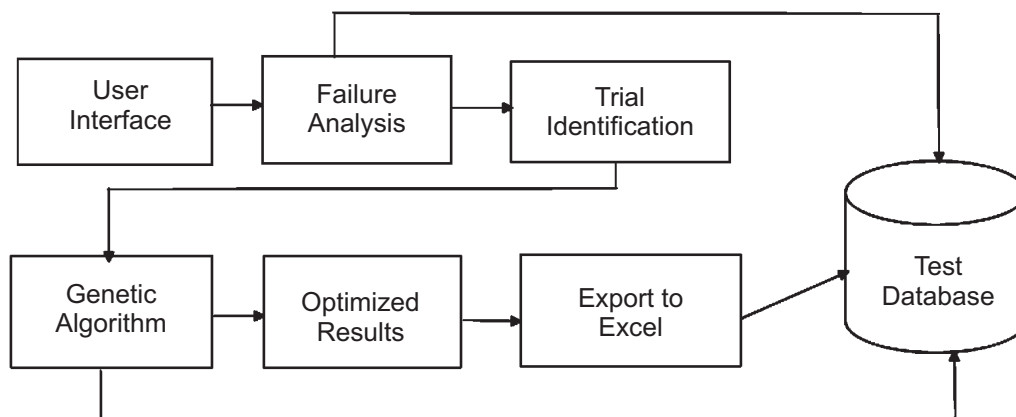 User
Interface
Failure
Analysis
Trial
Identification
Genetic
Algorithm
Optimized
Results
Export to
Excel
Test
Database